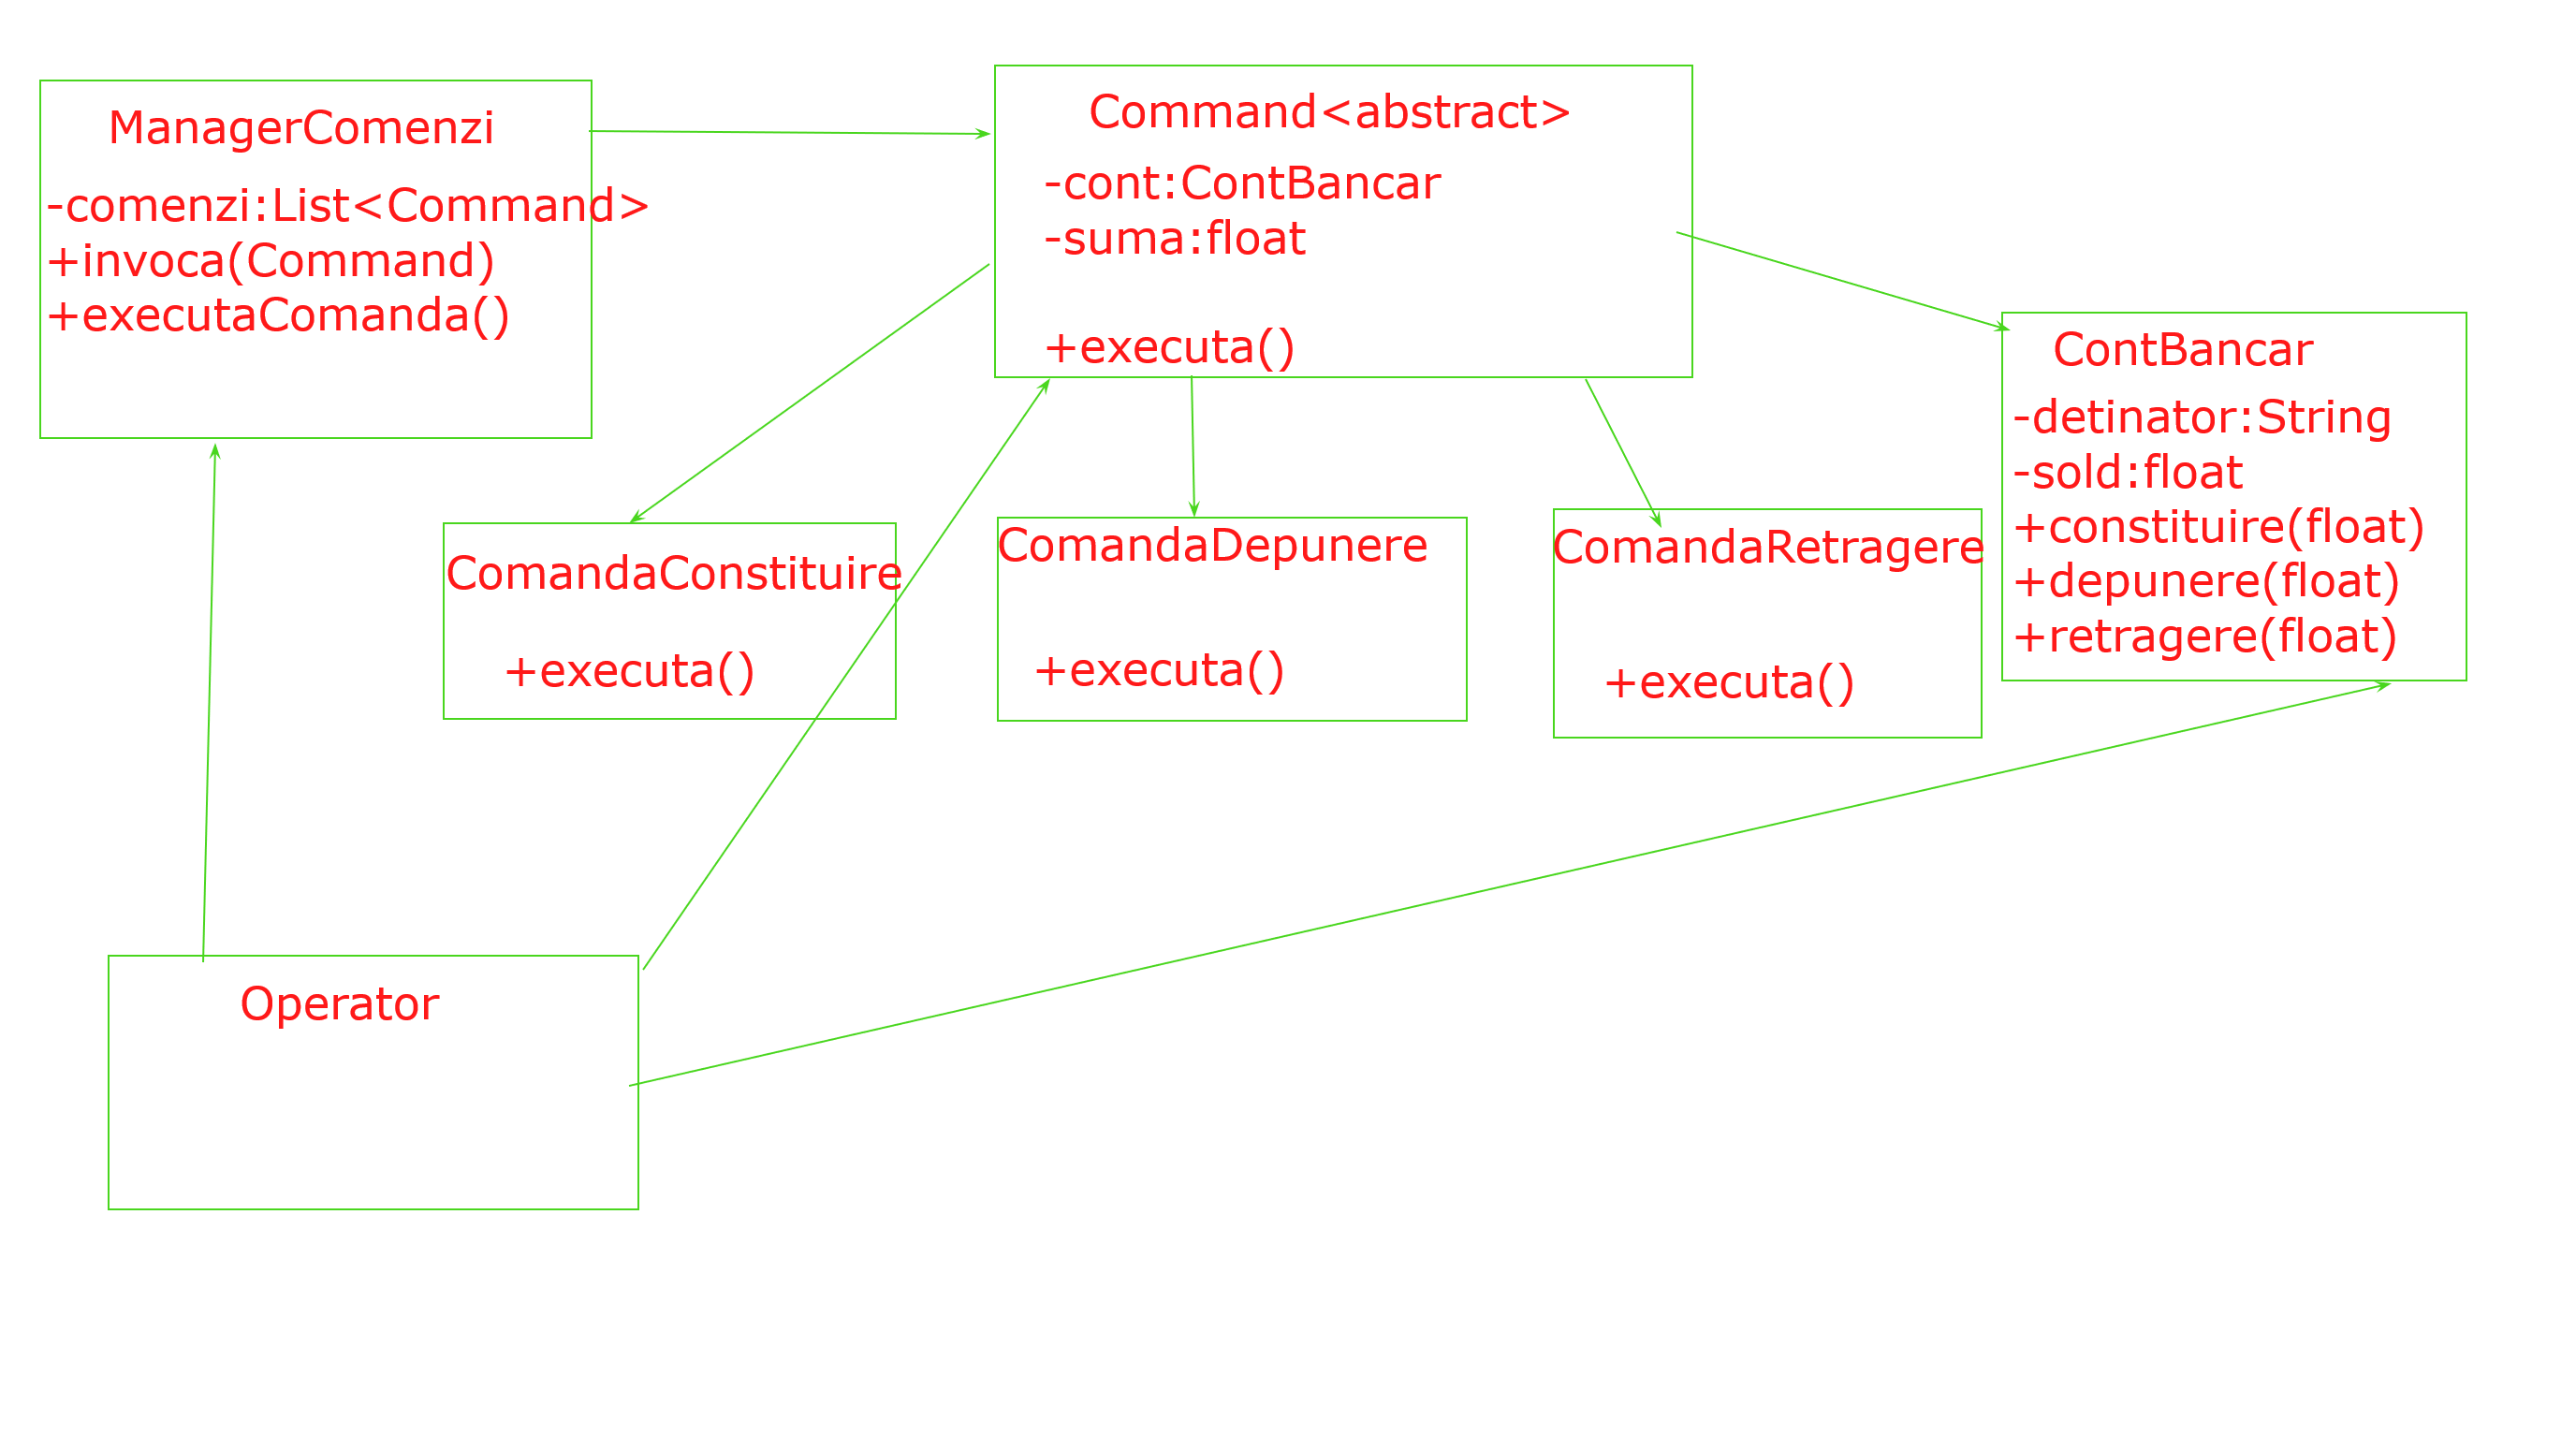 ManagerComenzi
-comenzi:List<Command>
+invoca(Command)
+executaComanda()
Command<abstract>
-cont:ContBancar
-suma:float
+executa()
ContBancar
-detinator:String
-sold:float
+constituire(float)
+depunere(float)
+retragere(float)
ComandaConstituire
+executa()
ComandaDepunere
+executa()
ComandaRetragere
+executa()
Operator